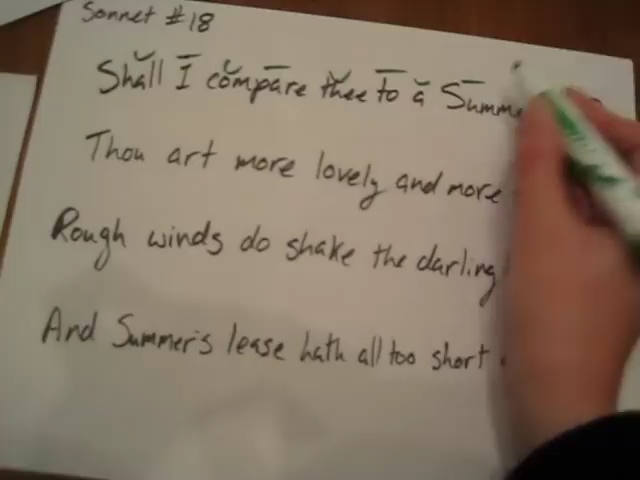 Sonnet #18
Shall I compare thee to a Summe
Thou art more lovely and more
Rough winds do shake the darling
And Summer's lease hath all too short